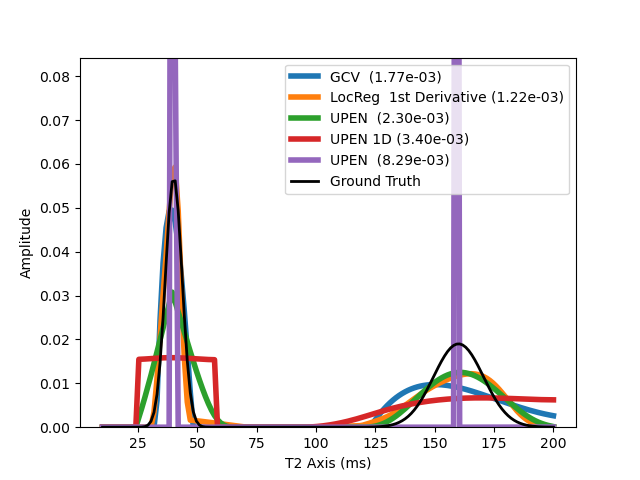 GCV  (1.77e-03)
LocReg  1st Derivative (1.22e-03)
UPEN  (2.30e-03)
UPEN 1D (3.40e-03)
UPEN  (8.29e-03)
Ground Truth
Amplitude
0.08
0.07
0.06
0.05
0.04
0.03
0.02
0.01
0.00
25 50 75 100 125 150 175 200
T2 Axis (ms)